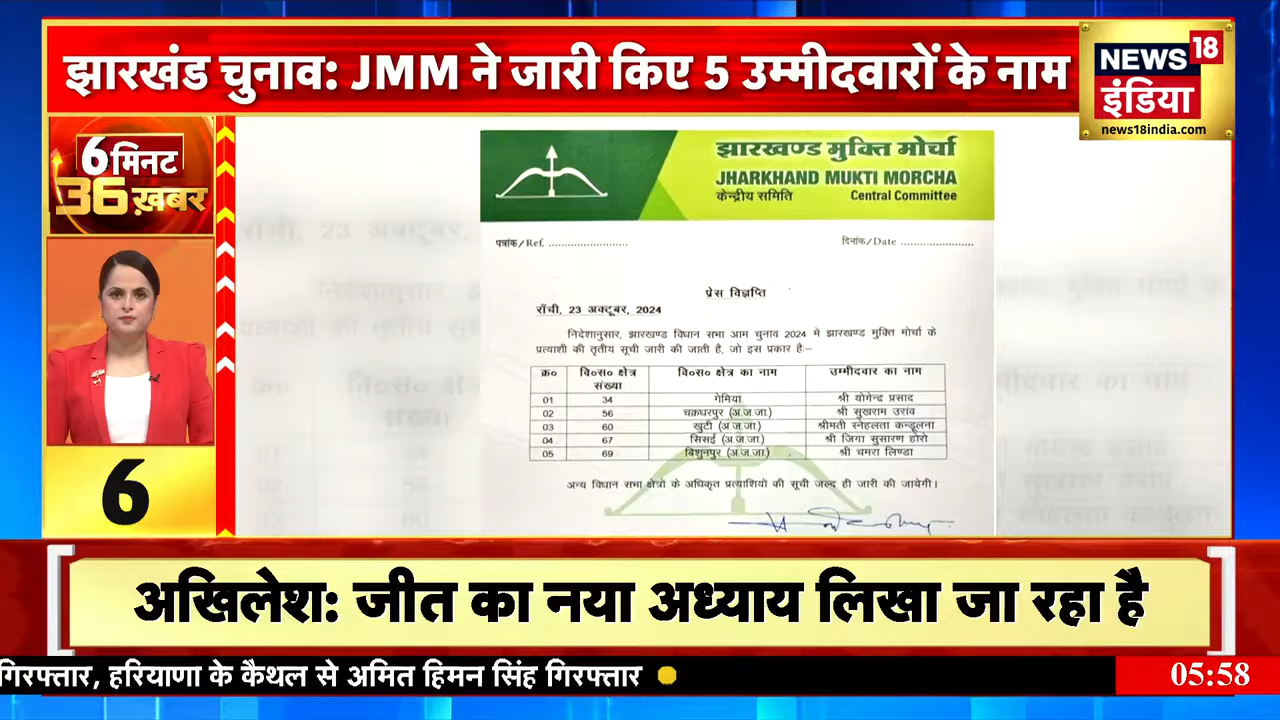 झारखंड चुनाव: JMM ने जारी किए 5 उम्मीदवारों के नाम
NEWS 18
इंडिया
news18india.com
6 मिनट
36 ख़बर
झारखण्ड मुक्ति मोर्चा
JHARKHAND MUKTI MORCHA
केन्द्रीय समिति Central Committee
पत्रांक/Ref. ........................ दिनांक/Date ......................
प्रेस विज्ञप्ति
राँची, 23 अक्टूबर, 2024
निदेशानुसार, झारखण्ड विधान सभा आम चुनाव 2024 में झारखण्ड मुक्ति मोर्चा के
प्रत्याशी की तृतीय सूची जारी की जाती है, जो इस प्रकार है:–
क्र० वि०स० क्षेत्र संख्या वि०स० क्षेत्र का नाम उम्मीदवार का नाम
01 34 गोमिया श्री योगेन्द्र प्रसाद
02 56 चक्रधरपुर (अ.ज.जा.) श्री सुखराम उरांव
03 60 खुटी (अ.ज.जा.) श्रीमती स्नेहलता कन्डुलना
04 67 सिसई (अ.ज.जा.) श्री जिगा सुसारण होरो
05 69 बिशुनपुर (अ.ज.जा.) श्री चमरा लिण्डा
अन्य विधान सभा क्षेत्रों के अधिकृत प्रत्याशियों की सूची जल्द ही जारी की जायेगी।
6
अखिलेश: जीत का नया अध्याय लिखा जा रहा है
गिरफ्तार, हरियाणा के कैथल से अमित हिमन सिंह गिरफ्तार
05:58